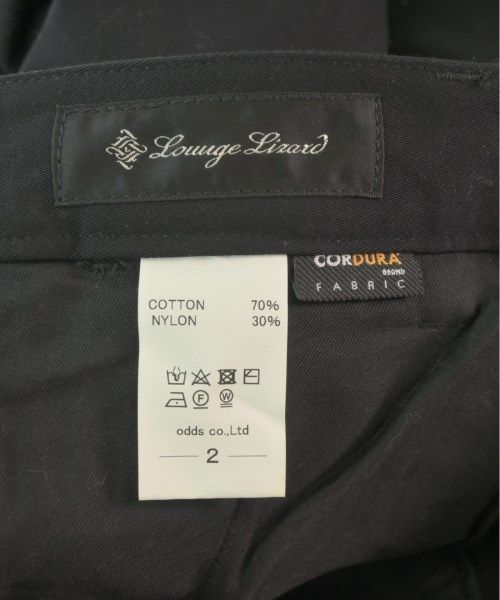 Lounge Lizard
CORDURA
BRAND
FABRIC
COTTON 70%
NYLON 30%
F W
odds co.,Ltd
2